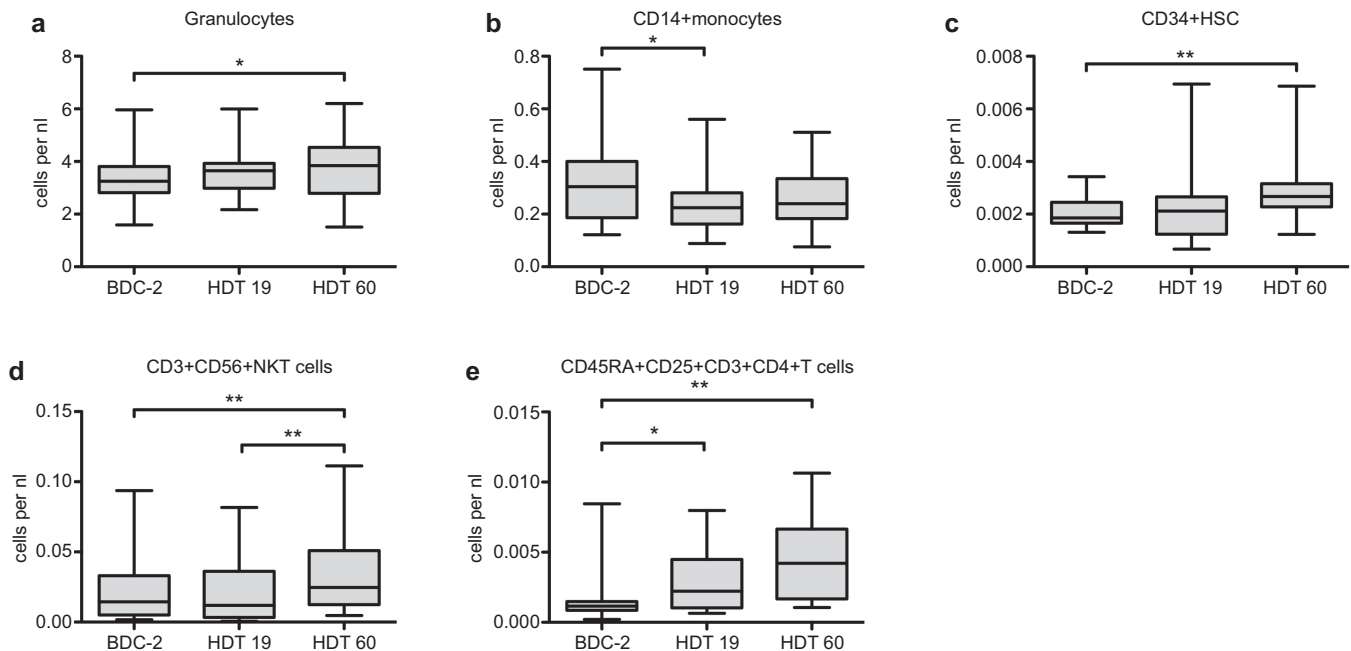 a
Granulocytes
*
8
6
4
2
0
cells per nl
BDC-2 HDT 19 HDT 60
b
CD14+monocytes
*
0.8
0.6
0.4
0.2
0.0
cells per nl
BDC-2 HDT 19 HDT 60
c
CD34+HSC
**
0.008
0.006
0.004
0.002
0.000
cells per nl
BDC-2 HDT 19 HDT 60
d
CD3+CD56+NKT cells
**
**
0.15
0.10
0.05
0.00
cells per nl
BDC-2 HDT 19 HDT 60
e
CD45RA+CD25+CD3+CD4+T cells
**
*
0.015
0.010
0.005
0.000
cells per nl
BDC-2 HDT 19 HDT 60